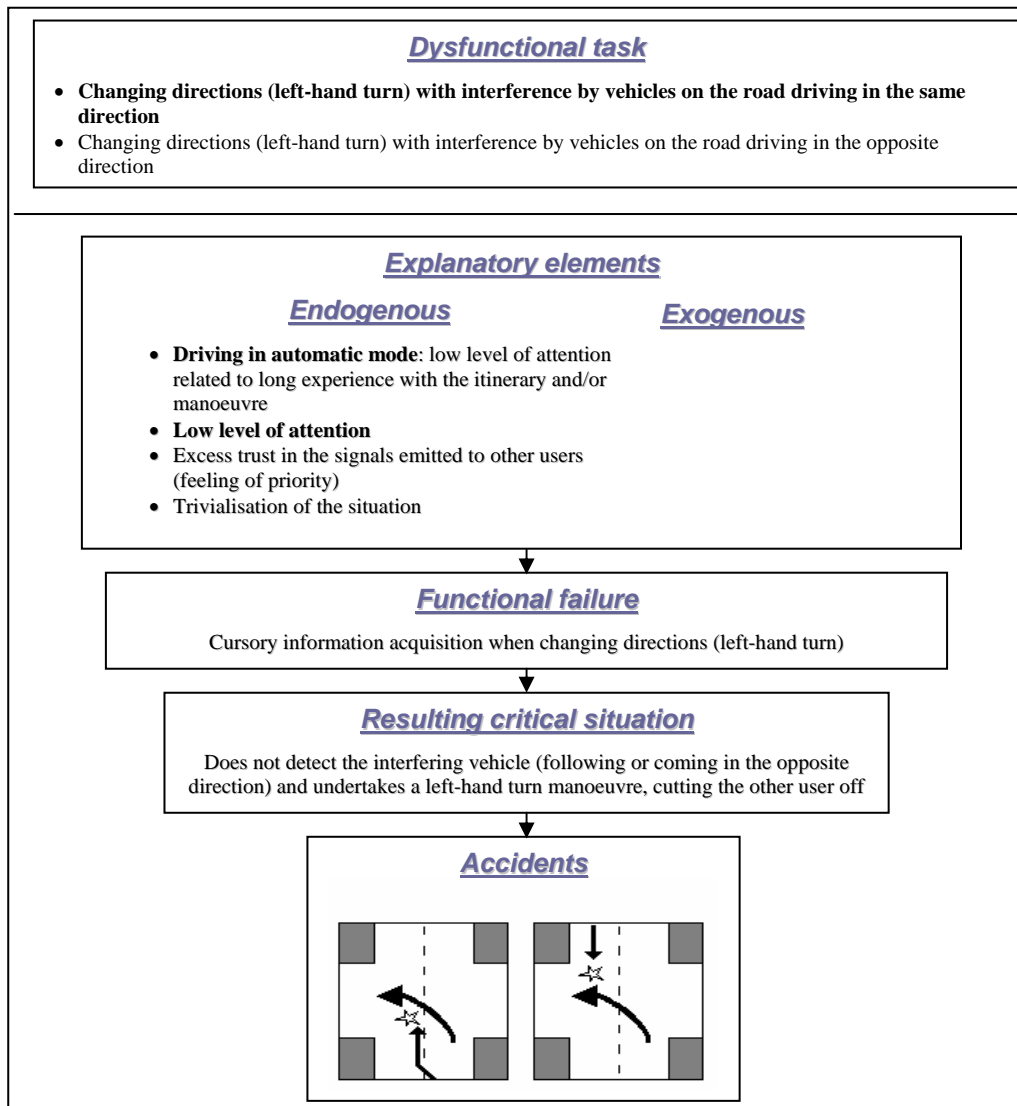 Dysfunctional task
• Changing directions (left-hand turn) with interference by vehicles on the road driving in the same
direction
• Changing directions (left-hand turn) with interference by vehicles on the road driving in the opposite
direction
Explanatory elements
Endogenous
Exogenous
• Driving in automatic mode: low level of attention
related to long experience with the itinerary and/or
manoeuvre
• Low level of attention
• Excess trust in the signals emitted to other users
(feeling of priority)
• Trivialisation of the situation
Functional failure
Cursory information acquisition when changing directions (left-hand turn)
Resulting critical situation
Does not detect the interfering vehicle (following or coming in the opposite
direction) and undertakes a left-hand turn manoeuvre, cutting the other user off
Accidents